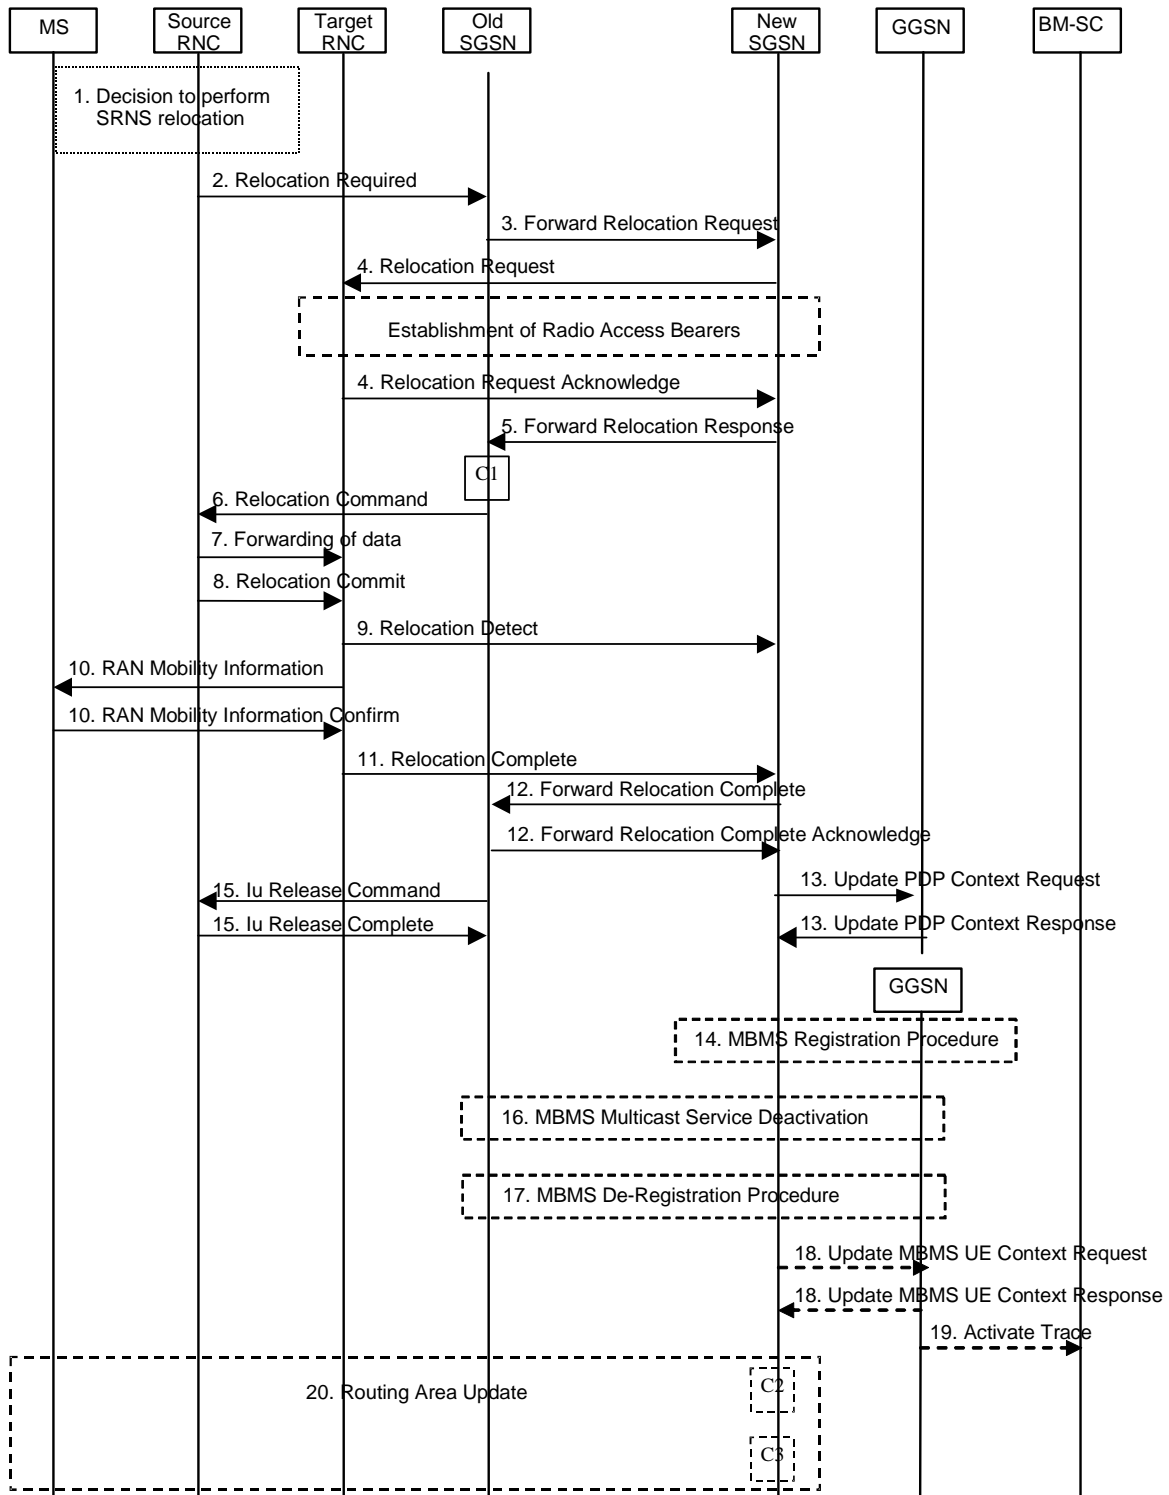 MS
Source
RNC
Target
RNC
Old
SGSN
New
SGSN
GGSN
BM-SC
1. Decision to perform
SRNS relocation
2. Relocation Required
3. Forward Relocation Request
4. Relocation Request
Establishment of Radio Access Bearers
4. Relocation Request Acknowledge
5. Forward Relocation Response
C1
6. Relocation Command
7. Forwarding of data
8. Relocation Commit
9. Relocation Detect
10. RAN Mobility Information
10. RAN Mobility Information Confirm
11. Relocation Complete
12. Forward Relocation Complete
12. Forward Relocation Complete Acknowledge
13. Update PDP Context Request
15. Iu Release Command
13. Update PDP Context Response
15. Iu Release Complete
GGSN
14. MBMS Registration Procedure
16. MBMS Multicast Service Deactivation
17. MBMS De-Registration Procedure
18. Update MBMS UE Context Request
18. Update MBMS UE Context Response
19. Activate Trace
20. Routing Area Update
C2
C3